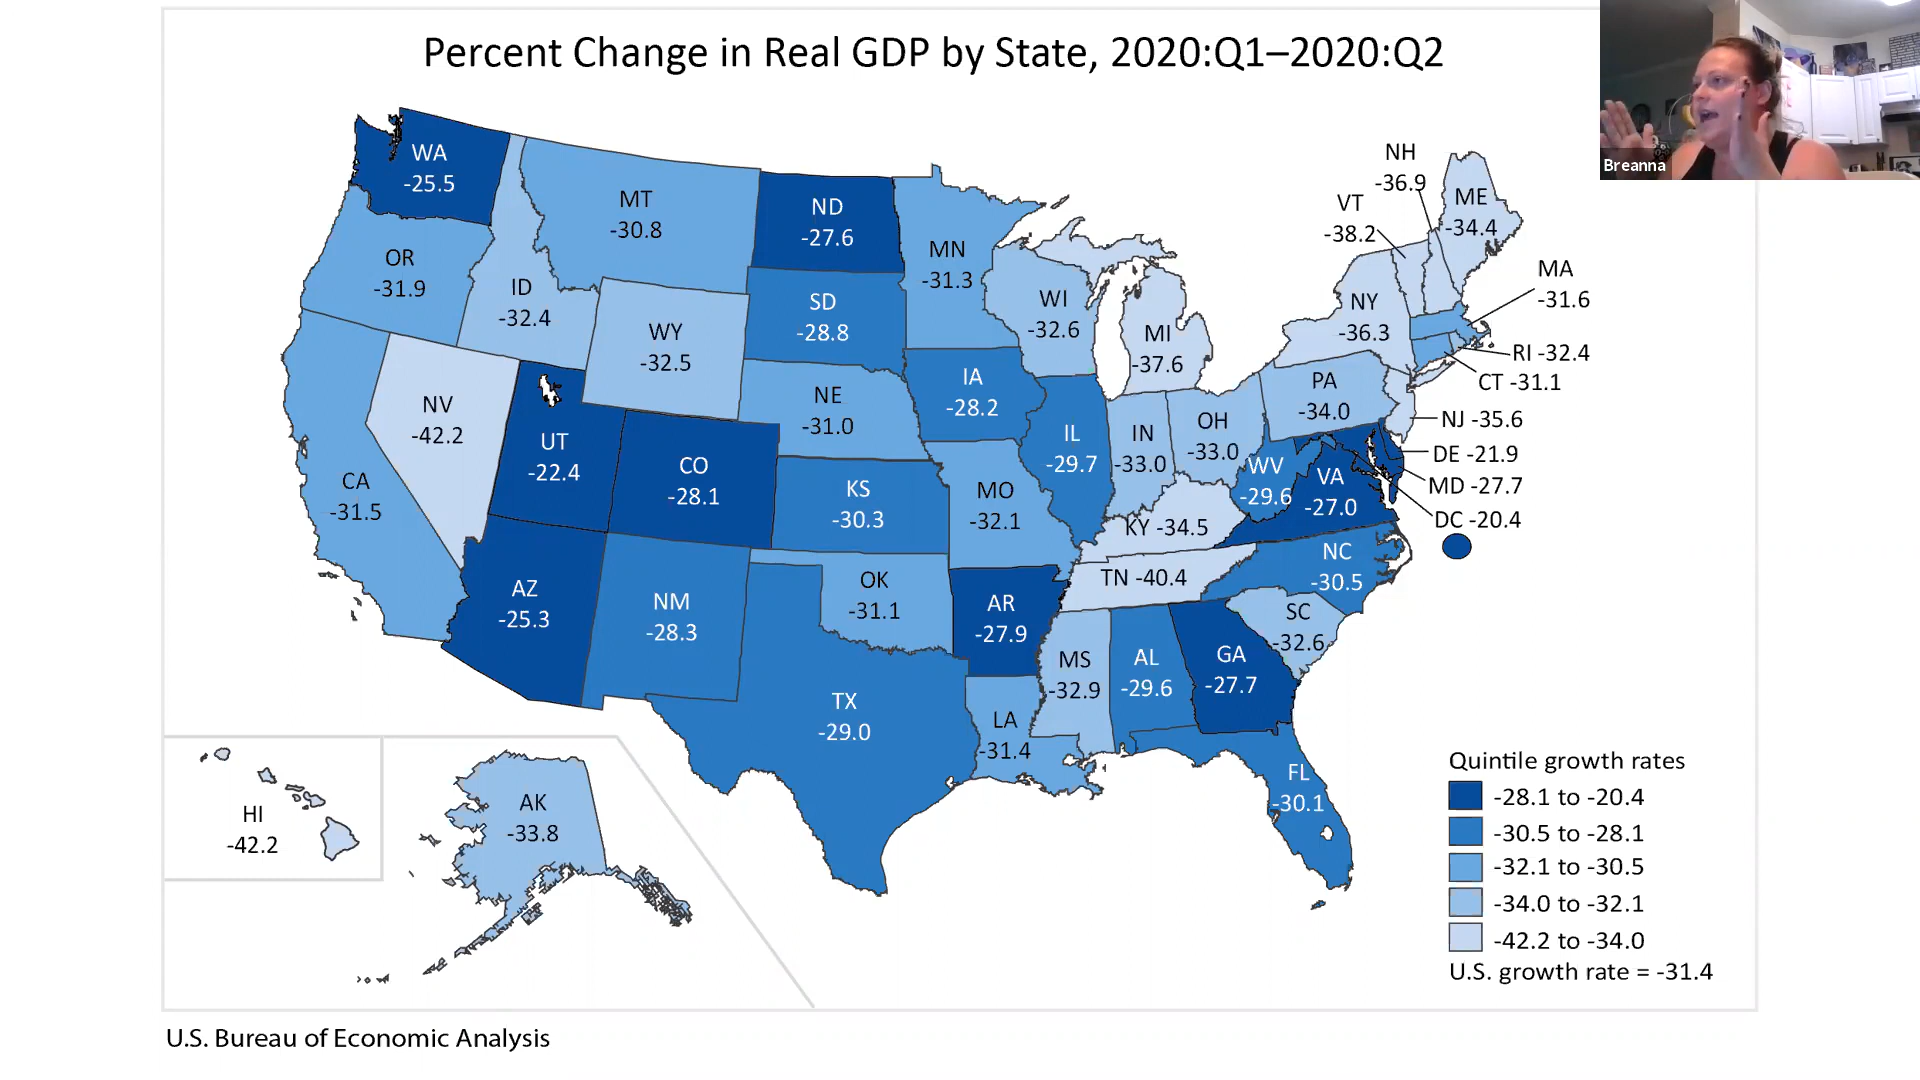 Percent Change in Real GDP by State, 2020:Q1–2020:Q2
Breanna
WA
-25.5
MT
-30.8
ND
-27.6
MN
-31.3
OR
-31.9
ID
-32.4
WY
-32.5
SD
-28.8
WI
-32.6
MI
-37.6
NH
-36.9
VT
-38.2
ME
-34.4
NY
-36.3
MA
-31.6
RI -32.4
CT -31.1
NJ -35.6
DE -21.9
MD -27.7
DC -20.4
PA
-34.0
NV
-42.2
UT
-22.4
CO
-28.1
NE
-31.0
IA
-28.2
IL
-29.7
IN
-33.0
OH
-33.0
WV
-29.6
VA
-27.0
CA
-31.5
KS
-30.3
MO
-32.1
KY -34.5
NC
-30.5
TN -40.4
AZ
-25.3
NM
-28.3
OK
-31.1
AR
-27.9
SC
-32.6
MS
-32.9
AL
-29.6
GA
-27.7
TX
-29.0
LA
-31.4
FL
-30.1
HI
-42.2
AK
-33.8
Quintile growth rates
-28.1 to -20.4
-30.5 to -28.1
-32.1 to -30.5
-34.0 to -32.1
-42.2 to -34.0
U.S. growth rate = -31.4
U.S. Bureau of Economic Analysis